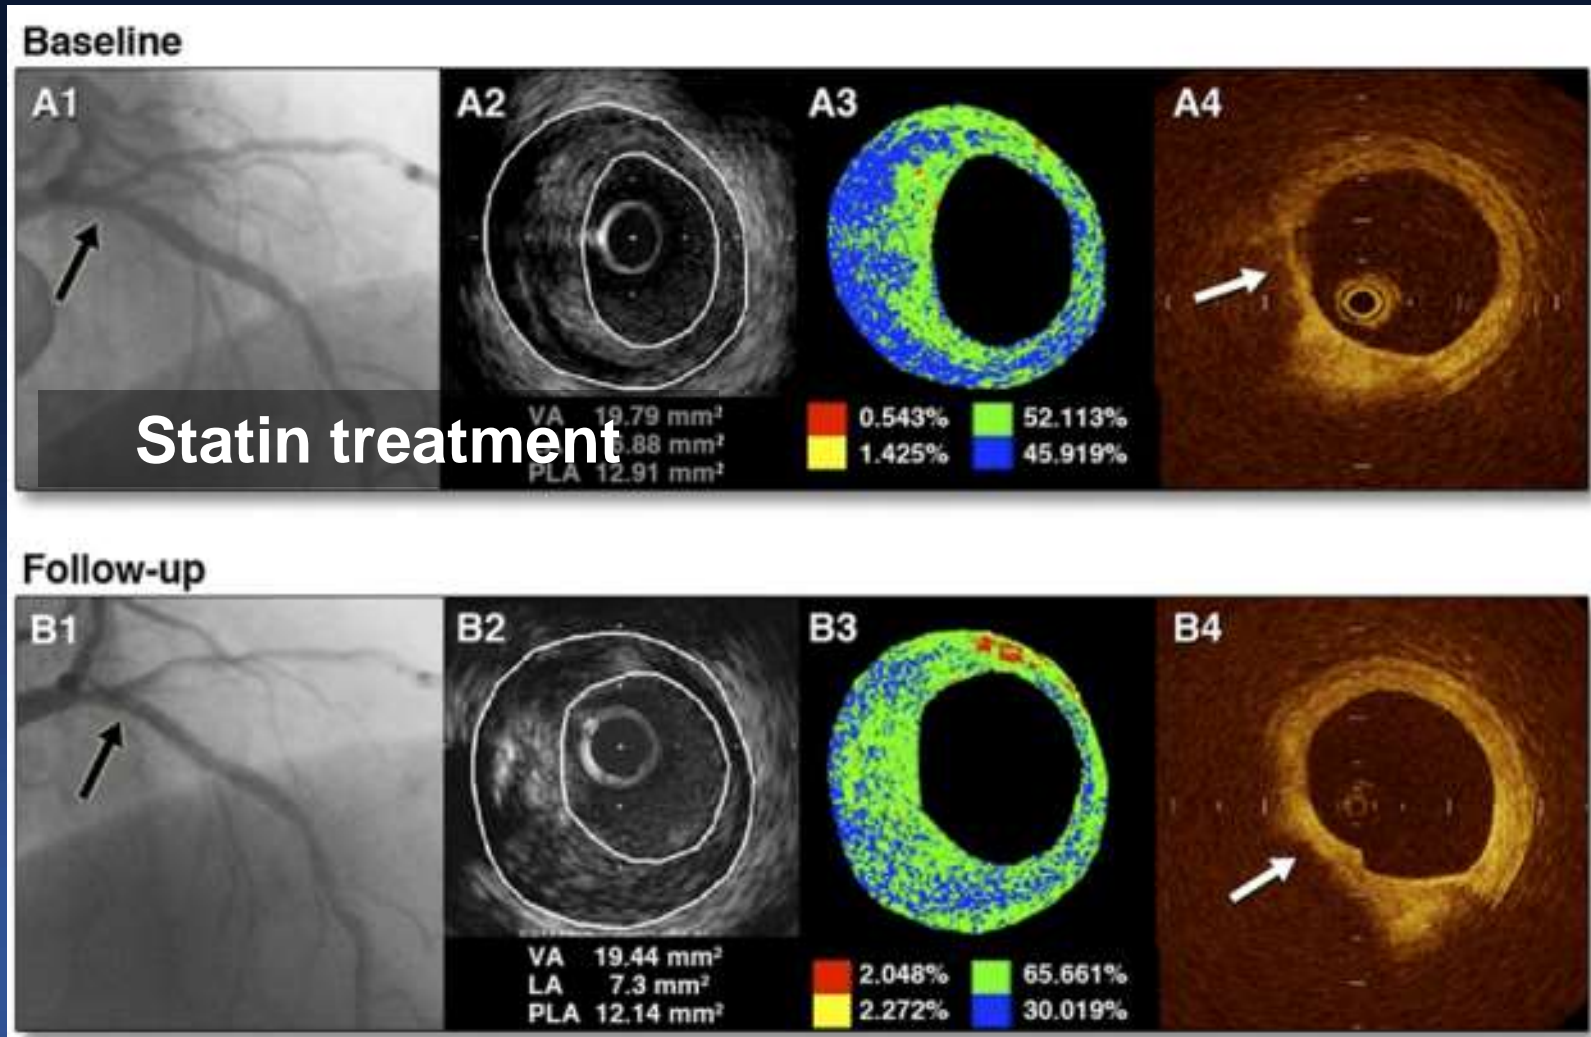 Baseline
A1
A2
A3
A4
VA 19.79 mm²
.88 mm²
PLA 12.91 mm²
Statin treatment
0.543% 52.113%
1.425% 45.919%
Follow-up
B1
B2
B3
B4
VA 19.44 mm²
LA 7.3 mm²
PLA 12.14 mm²
2.048% 65.661%
2.272% 30.019%